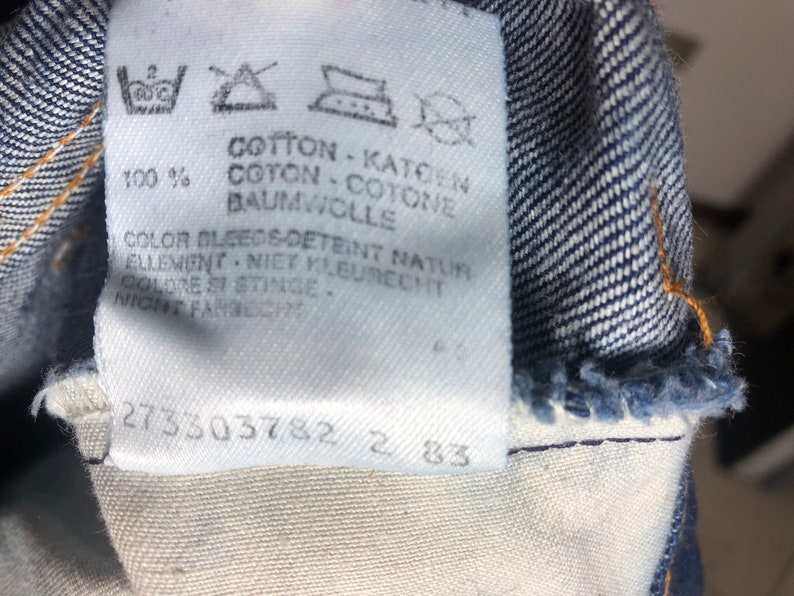 100 %
COTTON - KATOEN
COTON - COTONE
BAUMWOLLE
COLOR BLEEDS-DETEINT NATUR
ELLEMENT - NIET KLEURECHT
COLORE SI STINGE -
NICHT FARBECHT
273303782 2 83